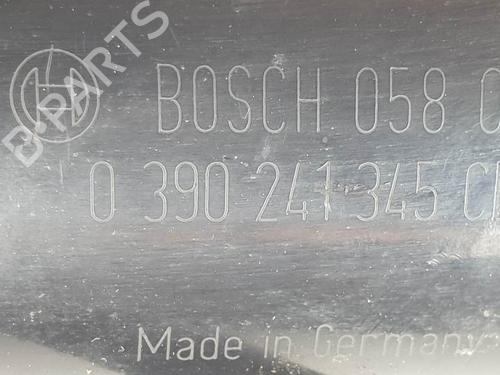 BOSCH 058
0 390 241 345
Made in Germany
B-PARTS